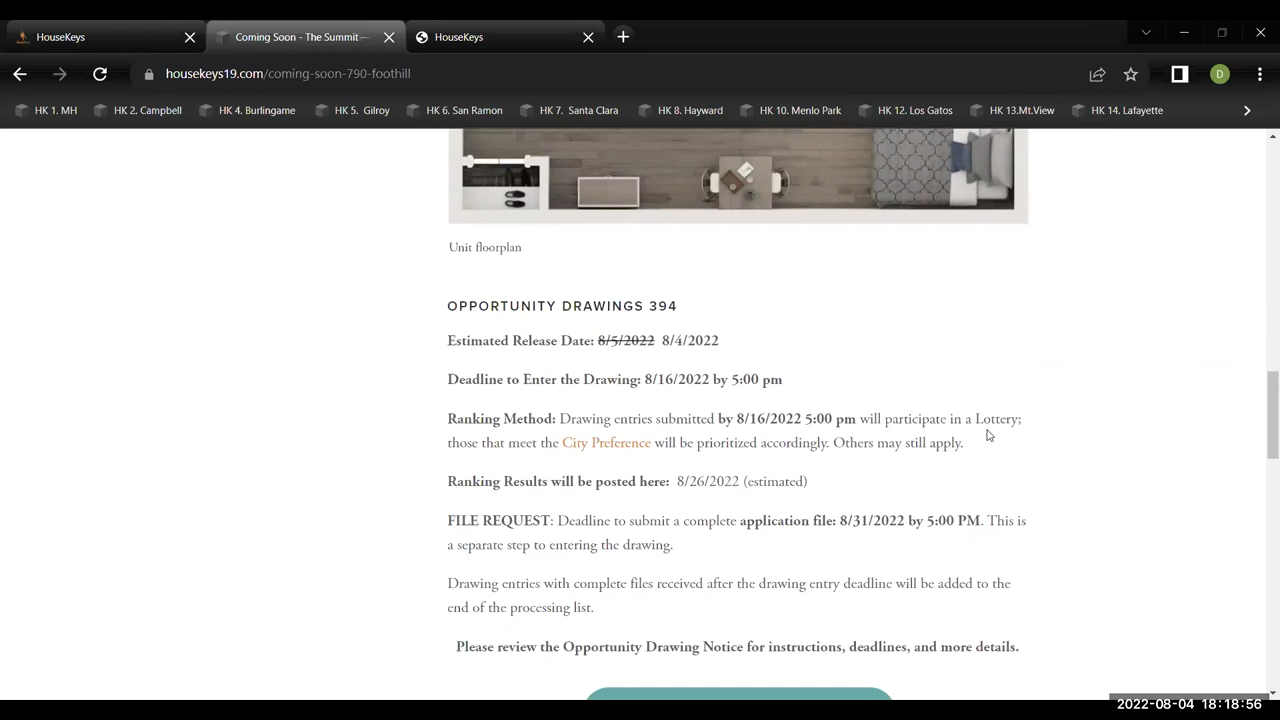 HouseKeys
Coming Soon - The Summit —
HouseKeys
housekeys19.com/coming-soon-790-foothill
D
HK 1. MH
HK 2. Campbell
HK 4. Burlingame
HK 5. Gilroy
HK 6. San Ramon
HK 7. Santa Clara
HK 8. Hayward
HK 10. Menlo Park
HK 12. Los Gatos
HK 13.Mt.View
HK 14. Lafayette
Unit floorplan
OPPORTUNITY DRAWINGS 394
Estimated Release Date: 8/5/2022 8/4/2022
Deadline to Enter the Drawing: 8/16/2022 by 5:00 pm
Ranking Method: Drawing entries submitted by 8/16/2022 5:00 pm will participate in a Lottery;
those that meet the City Preference will be prioritized accordingly. Others may still apply.
Ranking Results will be posted here: 8/26/2022 (estimated)
FILE REQUEST: Deadline to submit a complete application file: 8/31/2022 by 5:00 PM. This is
a separate step to entering the drawing.
Drawing entries with complete files received after the drawing entry deadline will be added to the
end of the processing list.
Please review the Opportunity Drawing Notice for instructions, deadlines, and more details.
2022-08-04 18:18:56